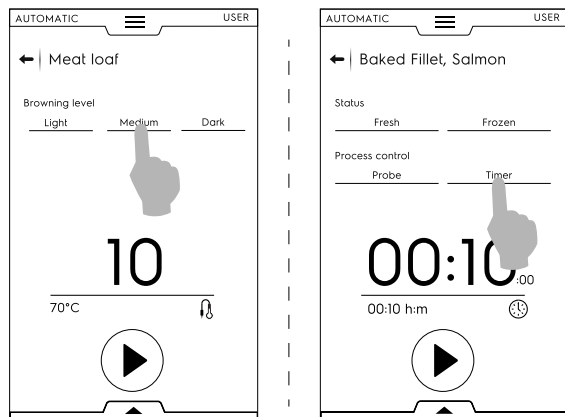 AUTOMATIC USER
Meat loaf
Browning level
Light Medium Dark
10
70°C
AUTOMATIC USER
Baked Fillet, Salmon
Status
Fresh Frozen
Process control
Probe Timer
00:10:00
00:10 h:m